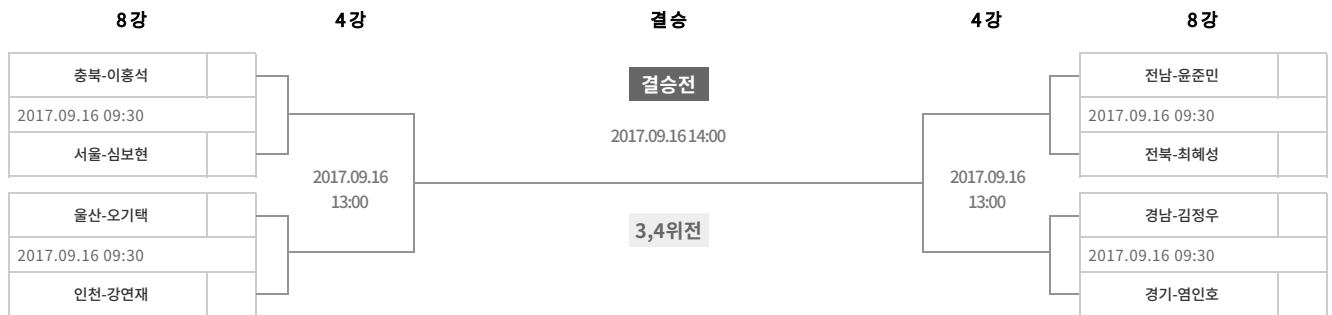 8강
4강
결승
4강
8강
충북-이홍석
2017.09.16 09:30
서울-심보현
울산-오기택
2017.09.16 09:30
인천-강연재
2017.09.16
13:00
결승전
2017.09.16 14:00
3,4위전
2017.09.16
13:00
전남-윤준민
2017.09.16 09:30
전북-최혜성
경남-김정우
2017.09.16 09:30
경기-염인호